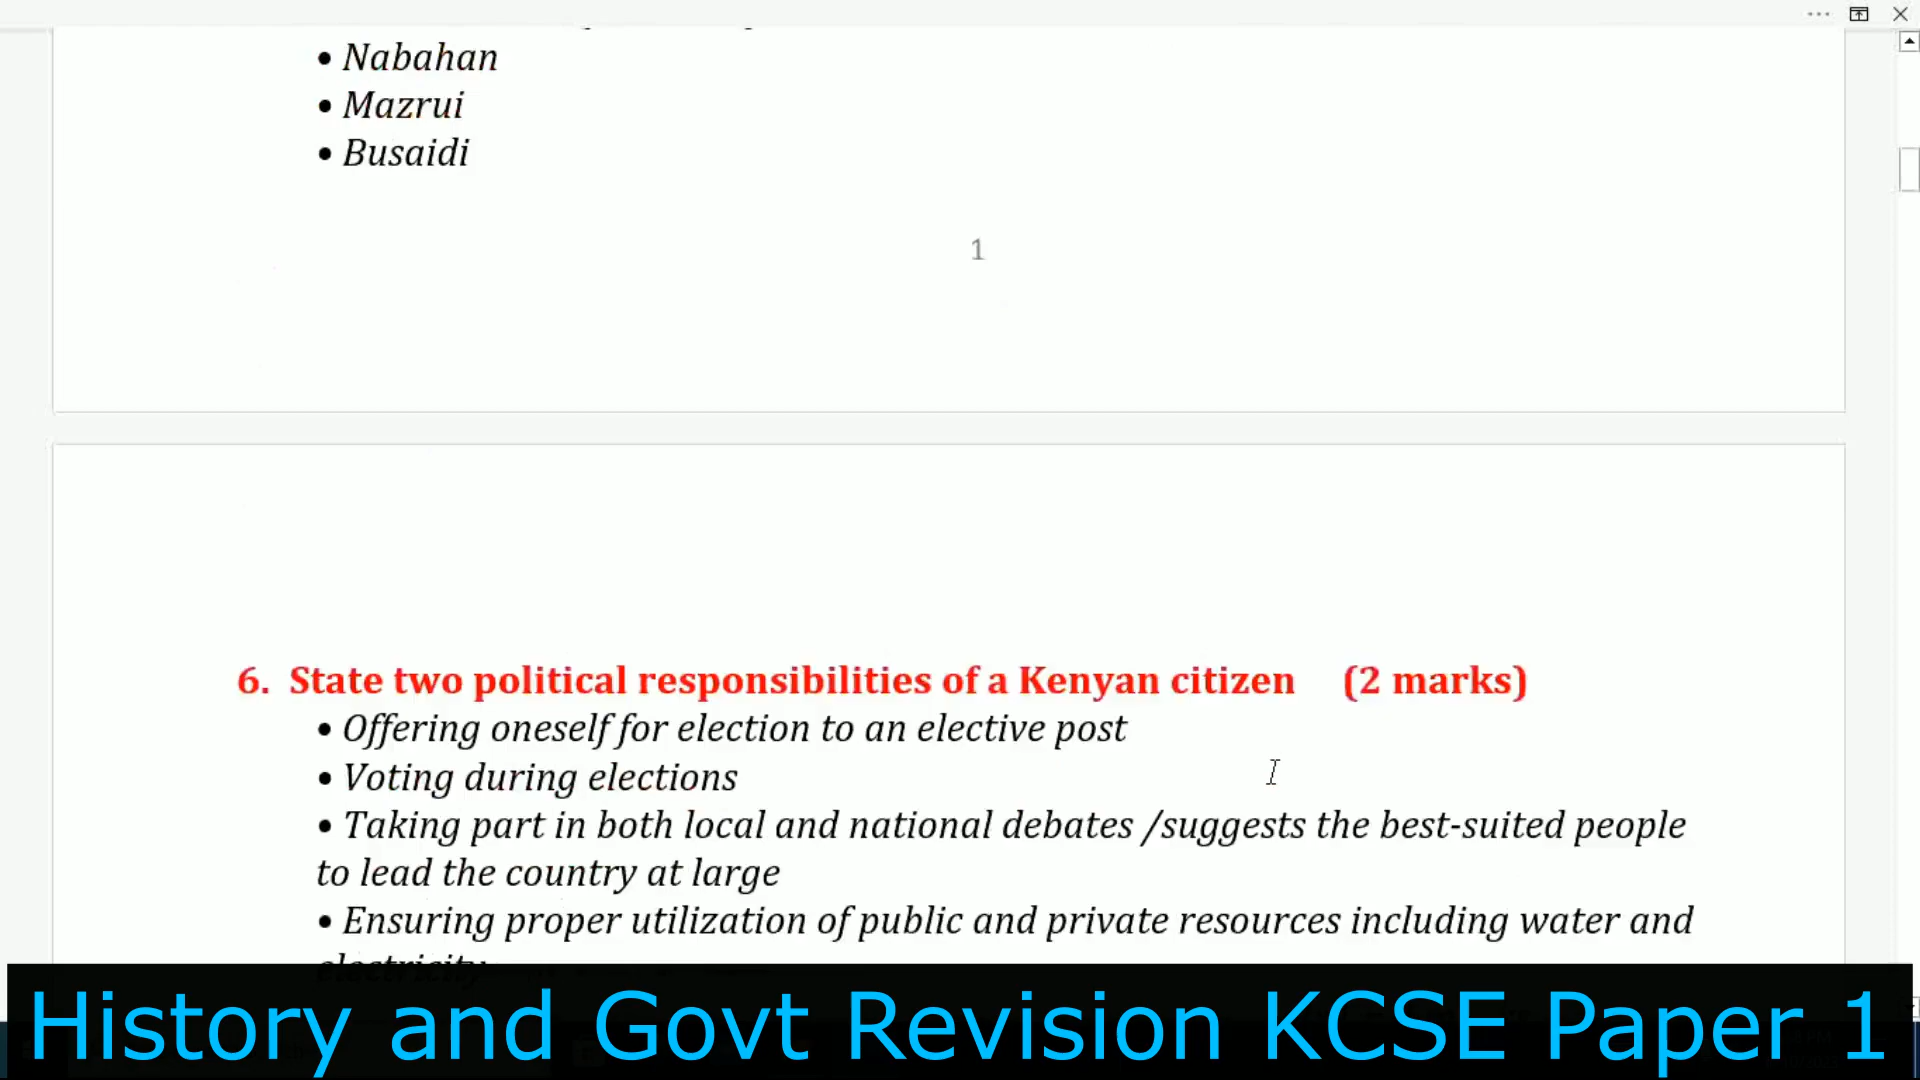 • Nabahan
• Mazrui
• Busaidi
1
6. State two political responsibilities of a Kenyan citizen (2 marks)
• Offering oneself for election to an elective post
• Voting during elections
• Taking part in both local and national debates /suggests the best-suited people
to lead the country at large
• Ensuring proper utilization of public and private resources including water and
electricity
History and Govt Revision KCSE Paper 1